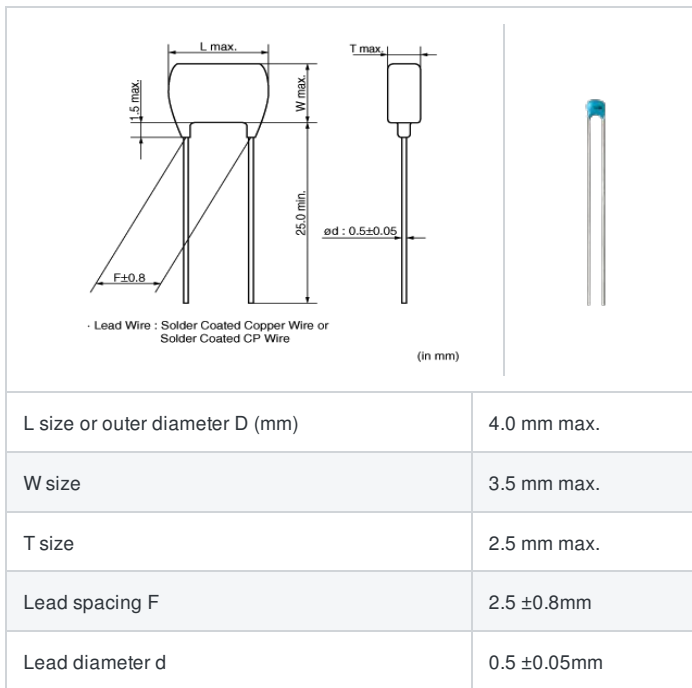 L max.
T max.
1.5 max.
W max.
25.0 min.
ød : 0.5±0.05
F±0.8
· Lead Wire : Solder Coated Copper Wire or
Solder Coated CP Wire
(in mm)
L size or outer diameter D (mm) 4.0 mm max.
W size 3.5 mm max.
T size 2.5 mm max.
Lead spacing F 2.5 ±0.8mm
Lead diameter d 0.5 ±0.05mm